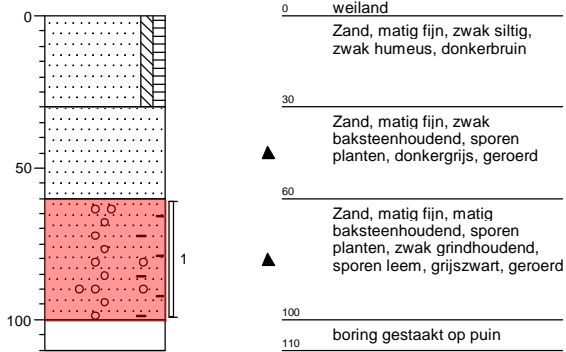 0
50
100
1
0
weiland
Zand, matig fijn, zwak siltig,
zwak humeus, donkerbruin
30
Zand, matig fijn, zwak
baksteenhoudend, sporen
planten, donkergrijs, geroerd
60
Zand, matig fijn, matig
baksteenhoudend, sporen
planten, zwak grindhoudend,
sporen leem, grijszwart, geroerd
100
boring gestaakt op puin
110